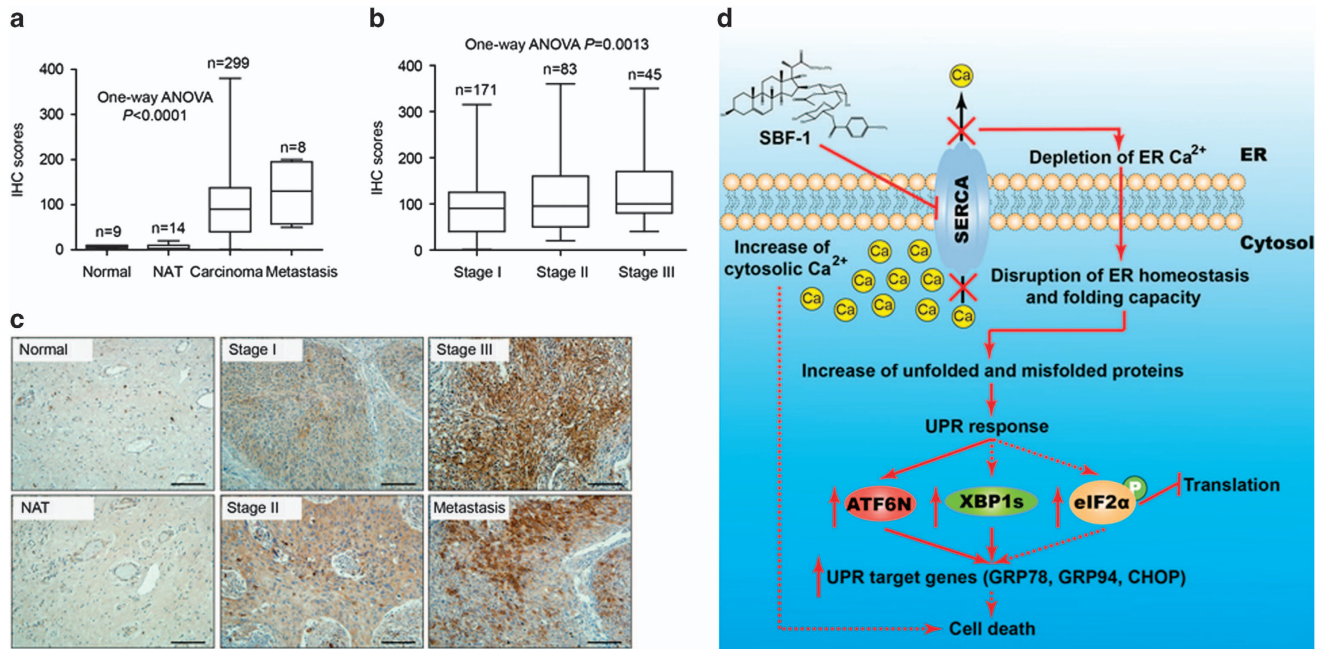 a
400
300
200
100
0
IHC scores
One-way ANOVA
P<0.0001
n=9
n=14
n=299
n=8
Normal
NAT
Carcinoma
Metastasis
b
One-way ANOVA P=0.0013
400
300
200
100
0
IHC scores
n=171
n=83
n=45
Stage I
Stage II
Stage III
c
Normal
Stage I
Stage III
NAT
Stage II
Metastasis
d
SBF-1
Ca
Depletion of ER Ca²⁺
ER
SERCA
Cytosol
Increase of
cytosolic Ca²⁺
Ca
Ca
Ca
Ca
Ca
Ca
Ca
Ca
Ca
Ca
Disruption of ER homeostasis
and folding capacity
Increase of unfolded and misfolded proteins
UPR response
ATF6N
XBP1s
eIF2α
P
Translation
UPR target genes (GRP78, GRP94, CHOP)
Cell death